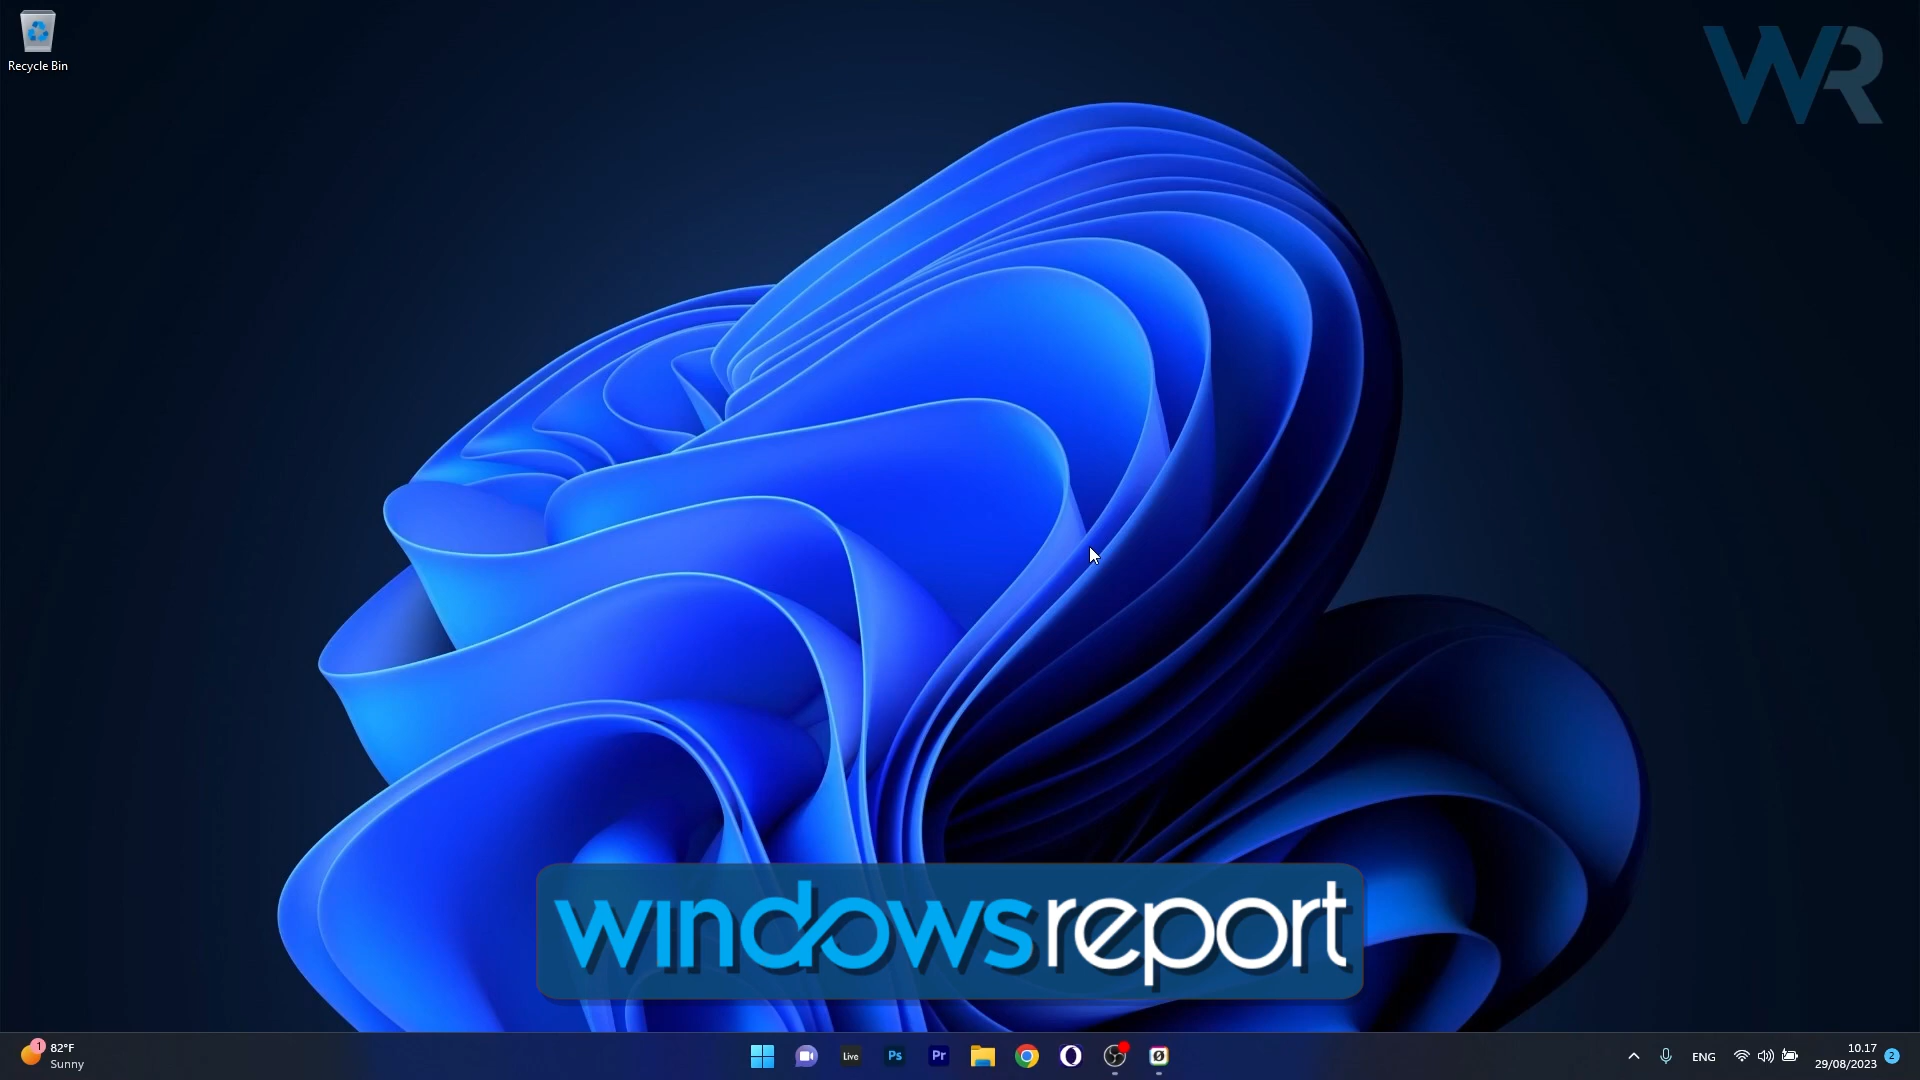 Recycle Bin
WR
windowsreport
1
82°F
Sunny
Live
Ps
Pr
ENG
10.17
29/08/2023
2